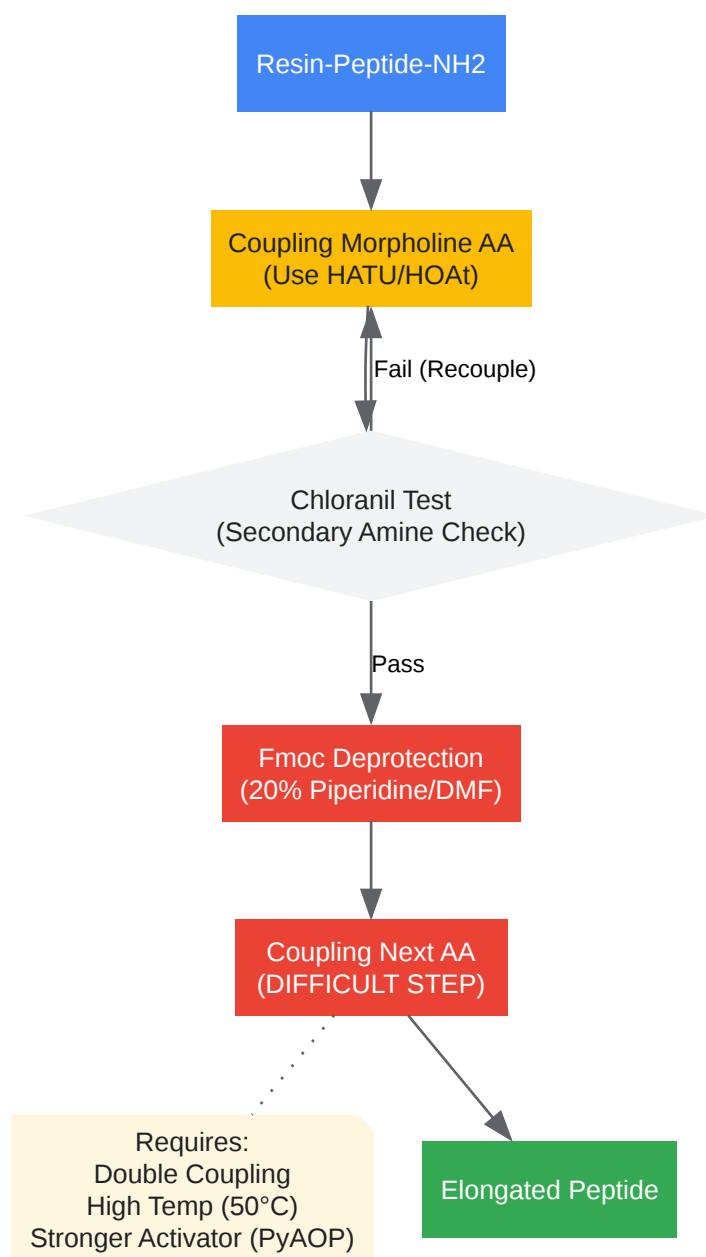 Resin-Peptide-NH2
Coupling Morpholine AA
(Use HATU/HOAt)
Fail (Recouple)
Chloranil Test
(Secondary Amine Check)
Pass
Fmoc Deprotection
(20% Piperidine/DMF)
Coupling Next AA
(DIFFICULT STEP)
Requires:
Double Coupling
High Temp (50°C)
Stronger Activator (PyAOP)
Elongated Peptide